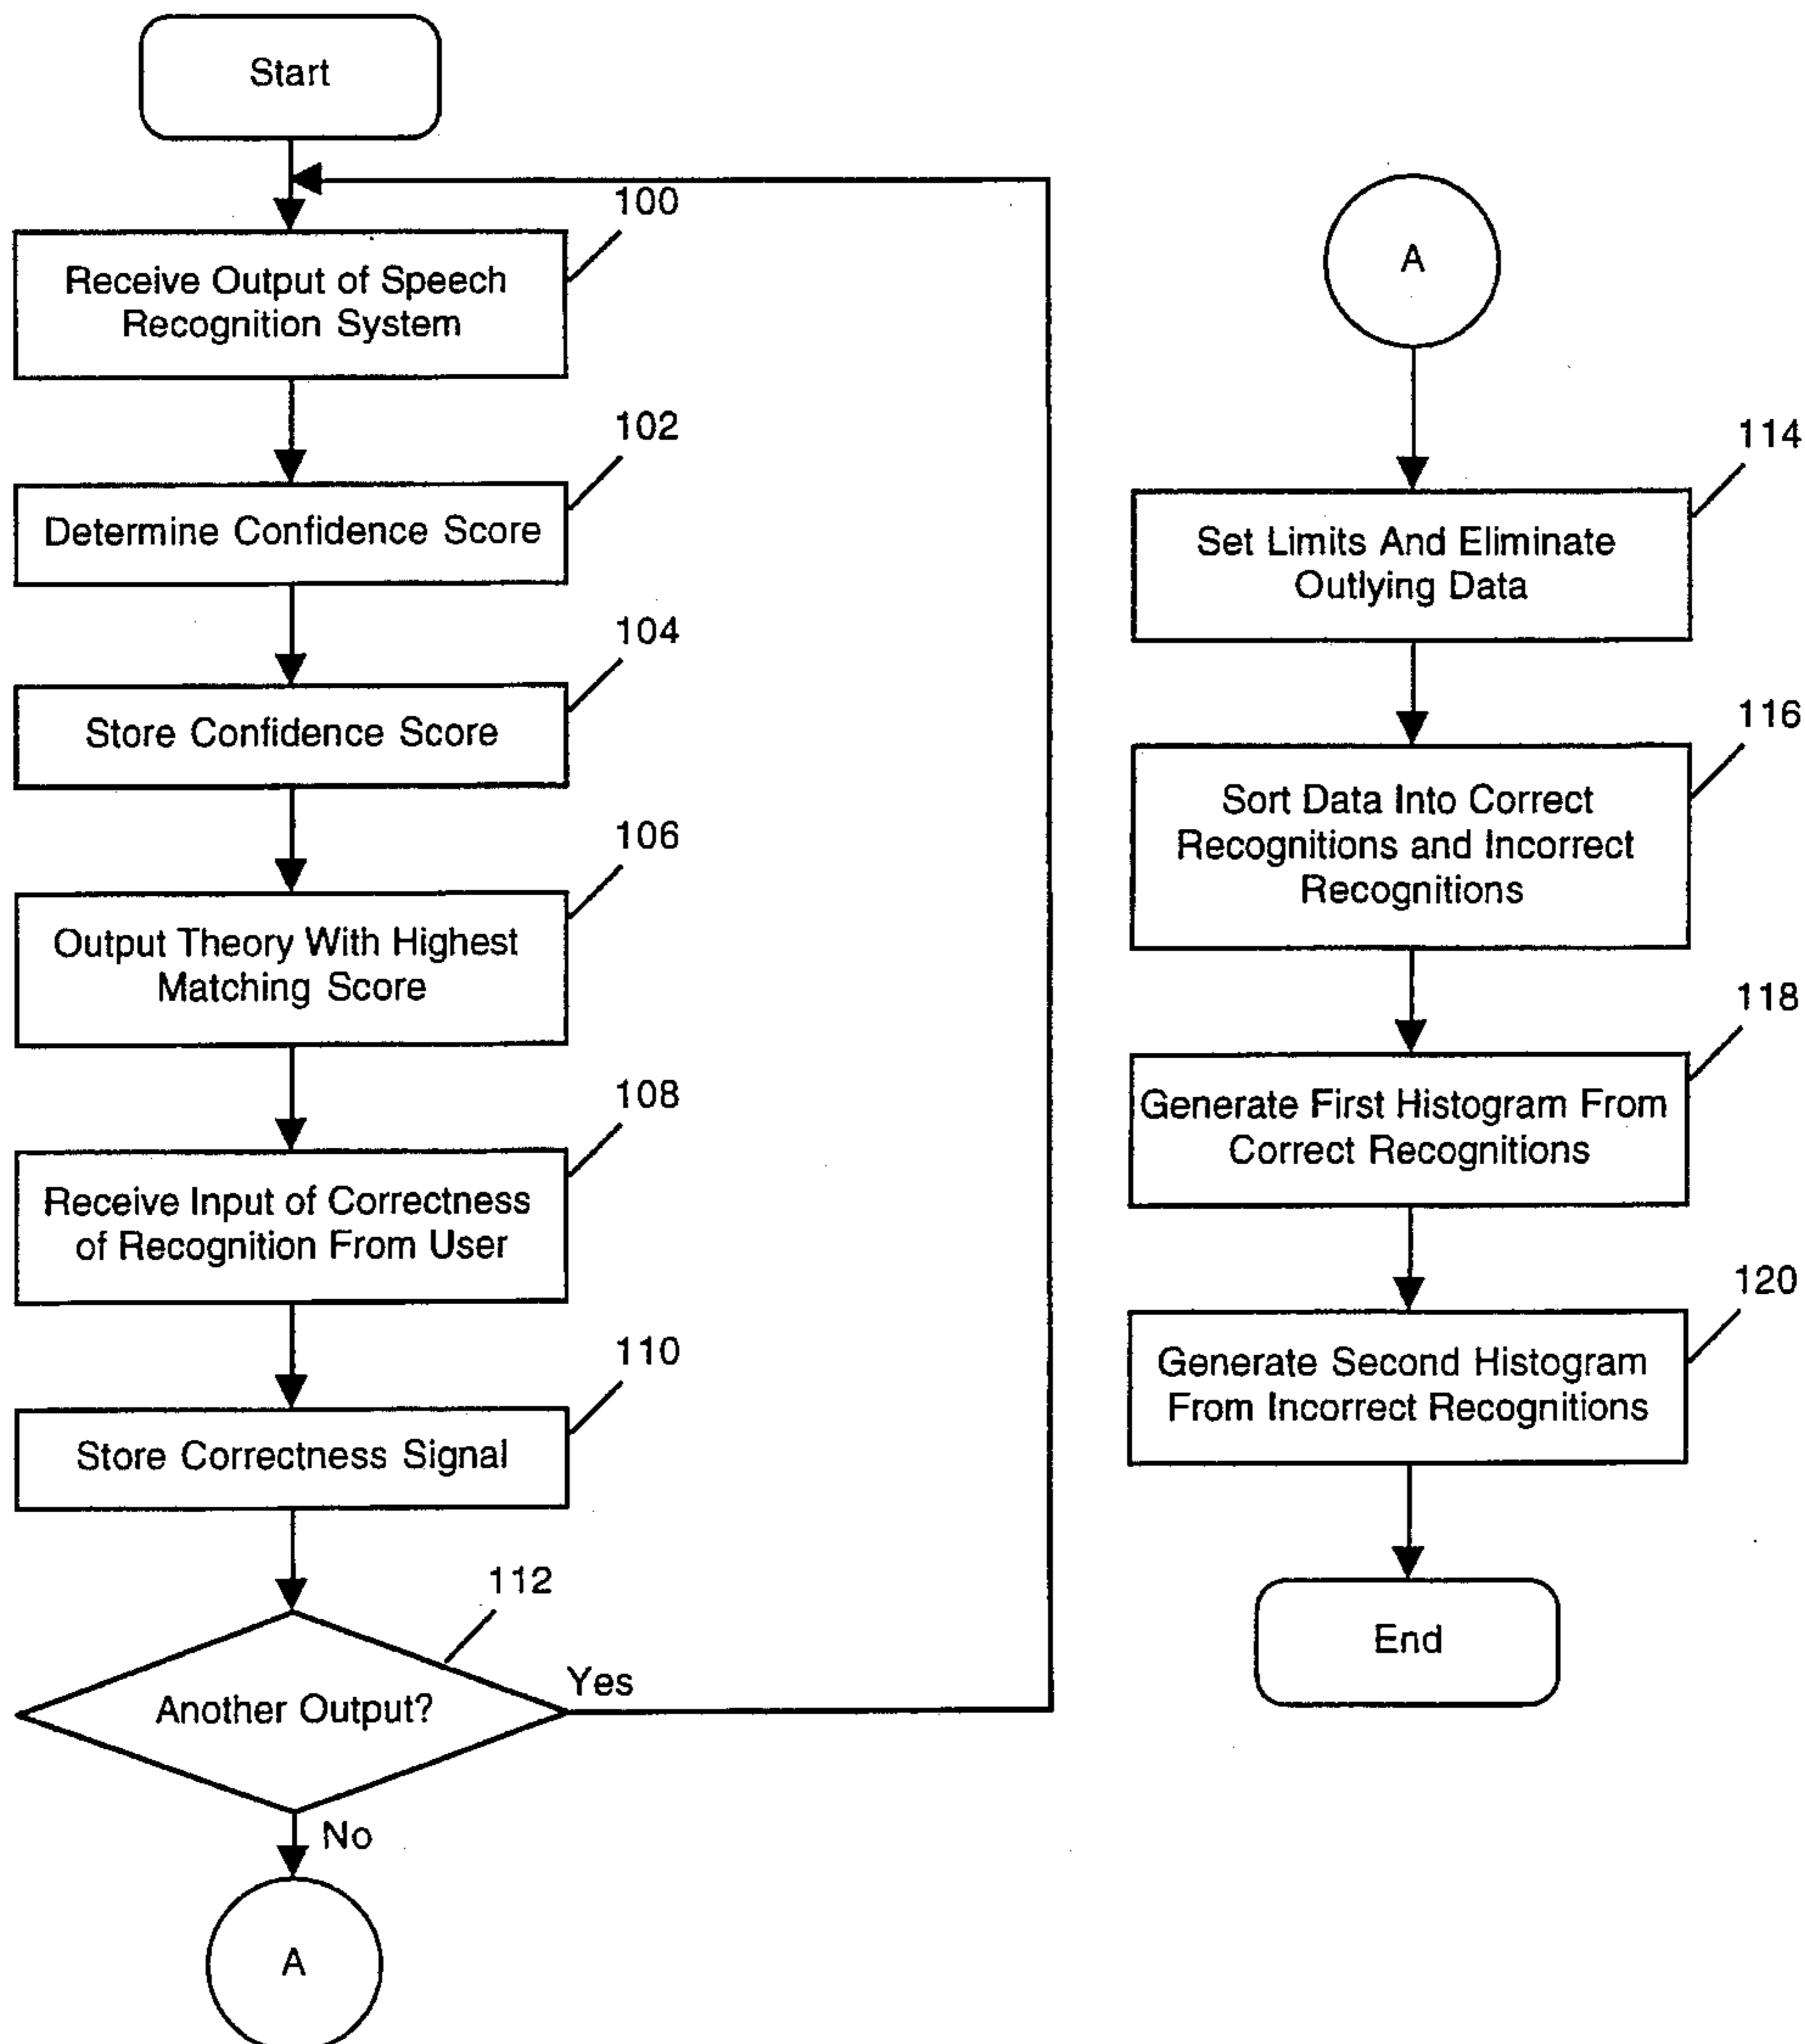 Start
100
Receive Output of Speech
Recognition System
102
Determine Confidence Score
104
Store Confidence Score
106
Output Theory With Highest
Matching Score
108
Receive Input of Correctness
of Recognition From User
110
Store Correctness Signal
112
Another Output?
Yes
No
A
A
114
Set Limits And Eliminate
Outlying Data
116
Sort Data Into Correct
Recognitions and Incorrect
Recognitions
118
Generate First Histogram From
Correct Recognitions
120
Generate Second Histogram
From Incorrect Recognitions
End